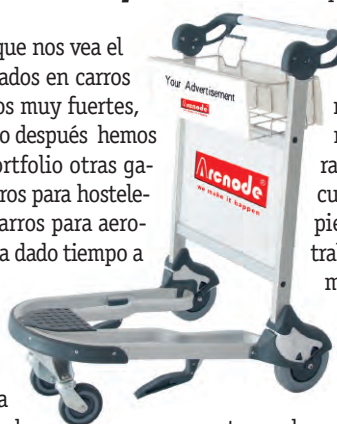 que nos vea el
ados en carros
os muy fuertes,
o después hemos
ortfolio otras ga-
ros para hostele-
arros para aero-
a dado tiempo a
a
Your Advertisement
Arcnode
Arcnode
We make it happen
ra
cu
pie
m